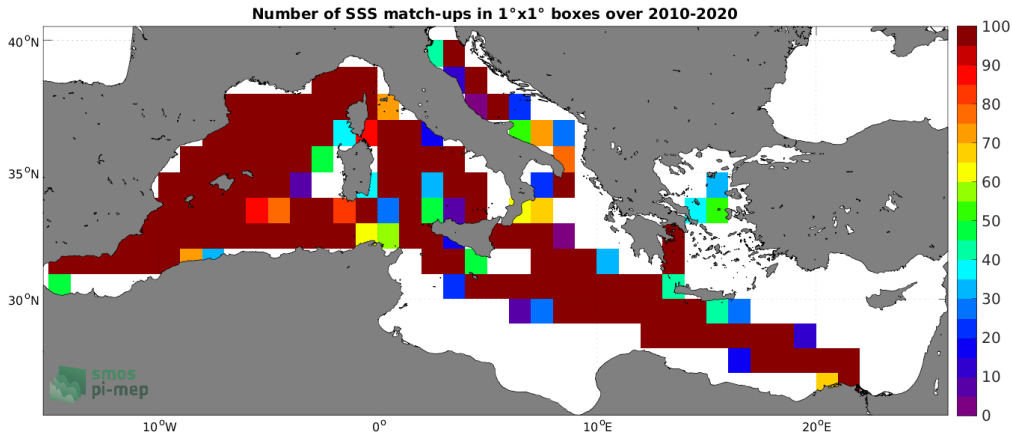 Number of SSS match-ups in 1°x1° boxes over 2010-2020
40°N
35°N
30°N
10°W
0°
10°E
20°E
100
90
80
70
60
50
40
30
20
10
0
smos
pi-mep